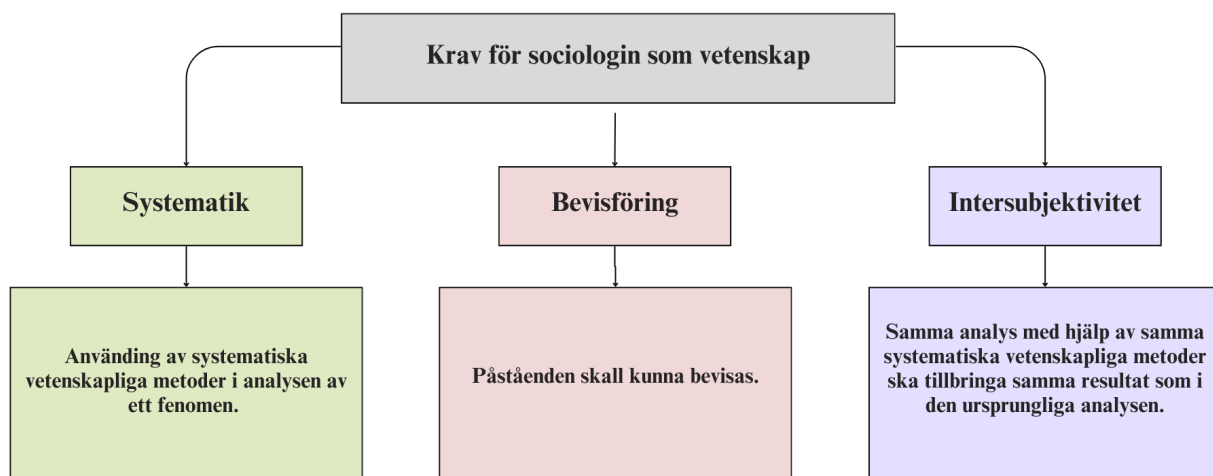 Krav för sociologin som vetenskap
Systematik
Bevisföring
Intersubjektivitet
Använding av systematiska
vetenskapliga metoder i analysen av
ett fenomen.
Påståenden skall kunna bevisas.
Samma analys med hjälp av samma
systematiska vetenskapliga metoder
ska tillbringa samma resultat som i
den ursprungliga analysen.